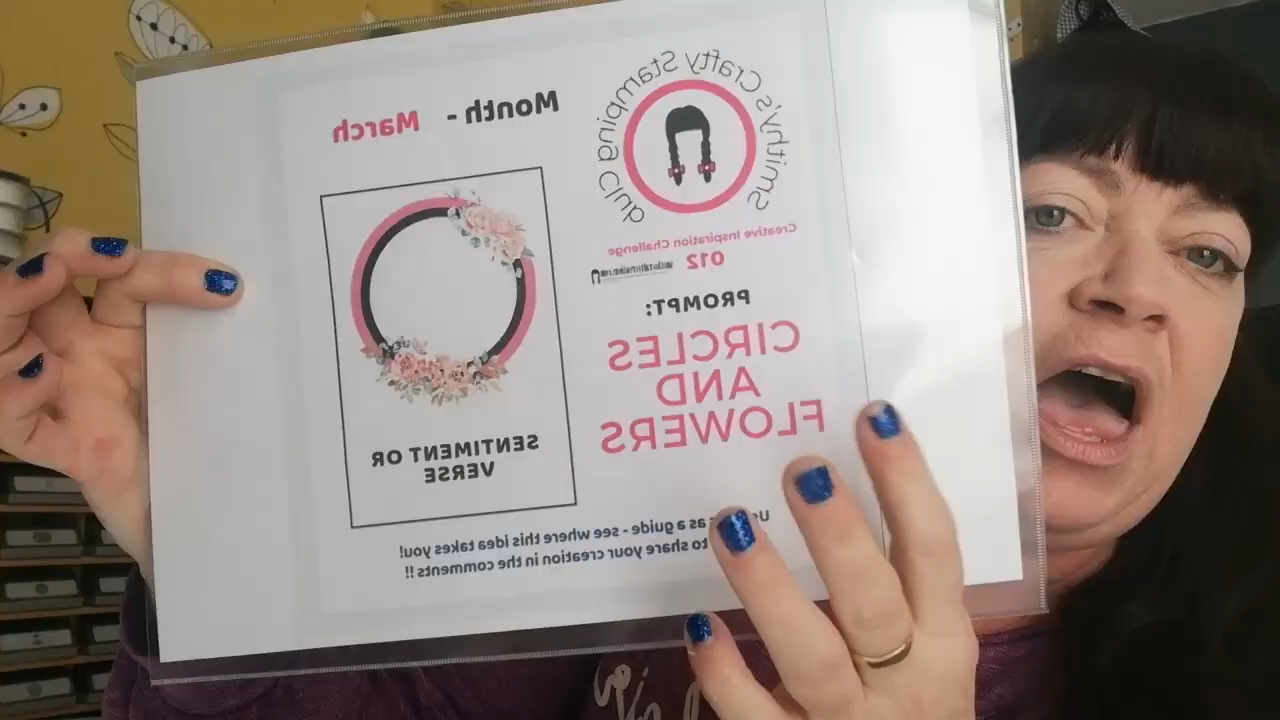 Smithy's Crafty Stamping Club
Month - March
Creative Inspiration Challenge
012
PROMPT:
CIRCLES
AND
FLOWERS
SENTIMENT OR
VERSE
as a guide - see where this idea takes you!
to share your creation in the comments !!